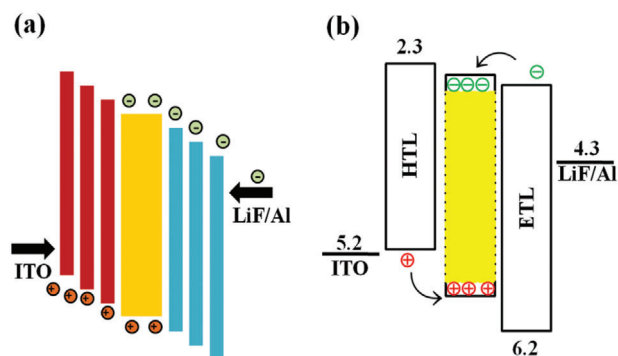 (a)
ITO
LiF/Al
(b)
2.3
HTL
5.2
ITO
ETL
4.3
LiF/Al
6.2